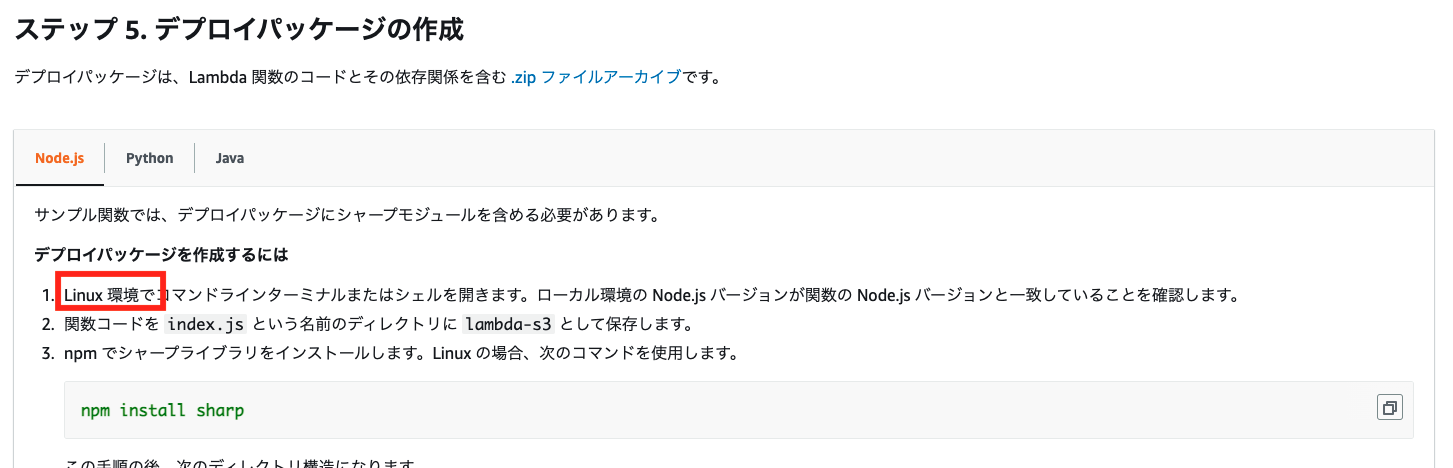 ステップ 5. デプロイパッケージの作成
デプロイパッケージは、Lambda 関数のコードとその依存関係を含む .zip ファイルアーカイブです。
Node.js
Python
Java
サンプル関数では、デプロイパッケージにシャープモジュールを含める必要があります。
デプロイパッケージを作成するには
1. Linux 環境でコマンドラインターミナルまたはシェルを開きます。ローカル環境の Node.js バージョンが関数の Node.js バージョンと一致していることを確認します。
2. 関数コードを index.js という名前のディレクトリに lambda-s3 として保存します。
3. npm でシャープライブラリをインストールします。Linux の場合、次のコマンドを使用します。
npm install sharp
この手順の後、次のディレクトリ構造になります。